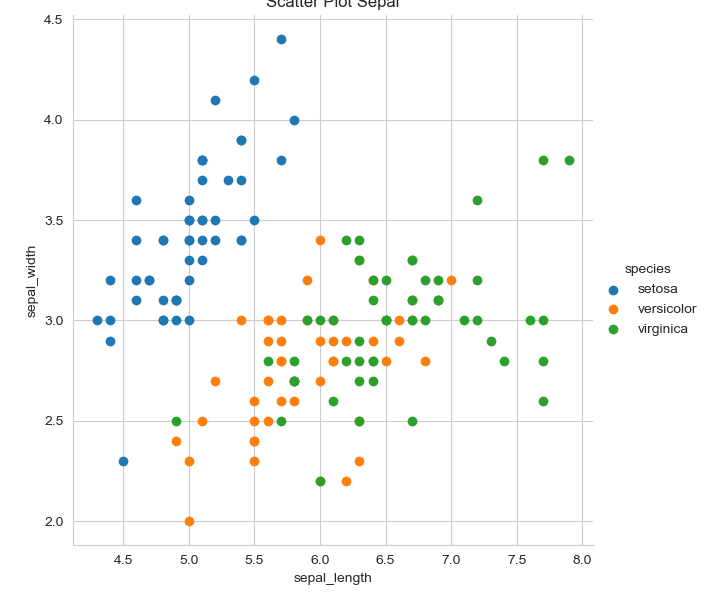 Scatter Plot Sepal
4.5
4.0
3.5
3.0
2.5
2.0
sepal_width
4.5 5.0 5.5 6.0 6.5 7.0 7.5 8.0
sepal_length
species
setosa
versicolor
virginica